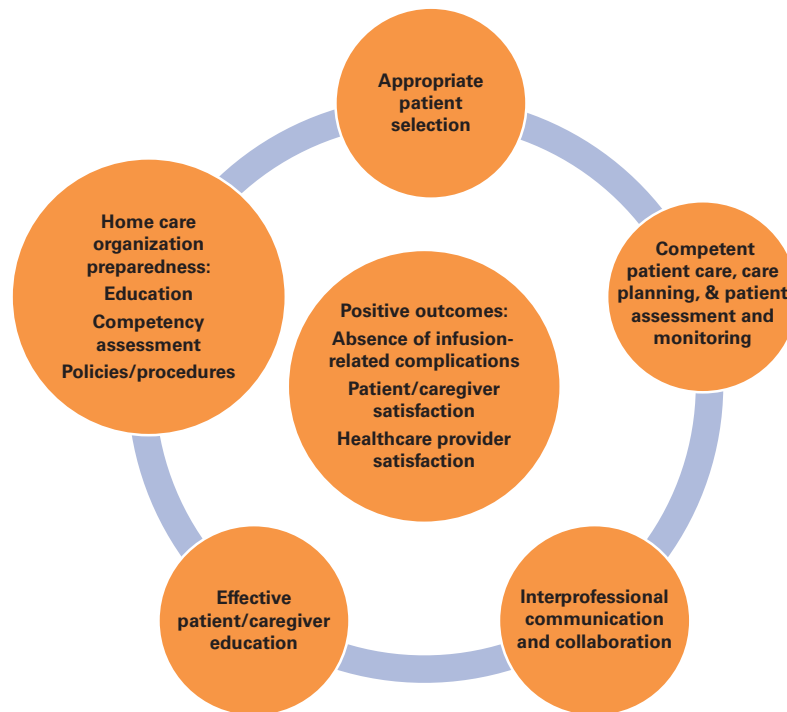 Appropriate
patient
selection
Home care
organization
preparedness:
Education
Competency
assessment
Policies/procedures
Competent
patient care, care
planning, & patient
assessment and
monitoring
Positive outcomes:
Absence of infusion-
related complications
Patient/caregiver
satisfaction
Healthcare provider
satisfaction
Effective
patient/caregiver
education
Interprofessional
communication
and collaboration